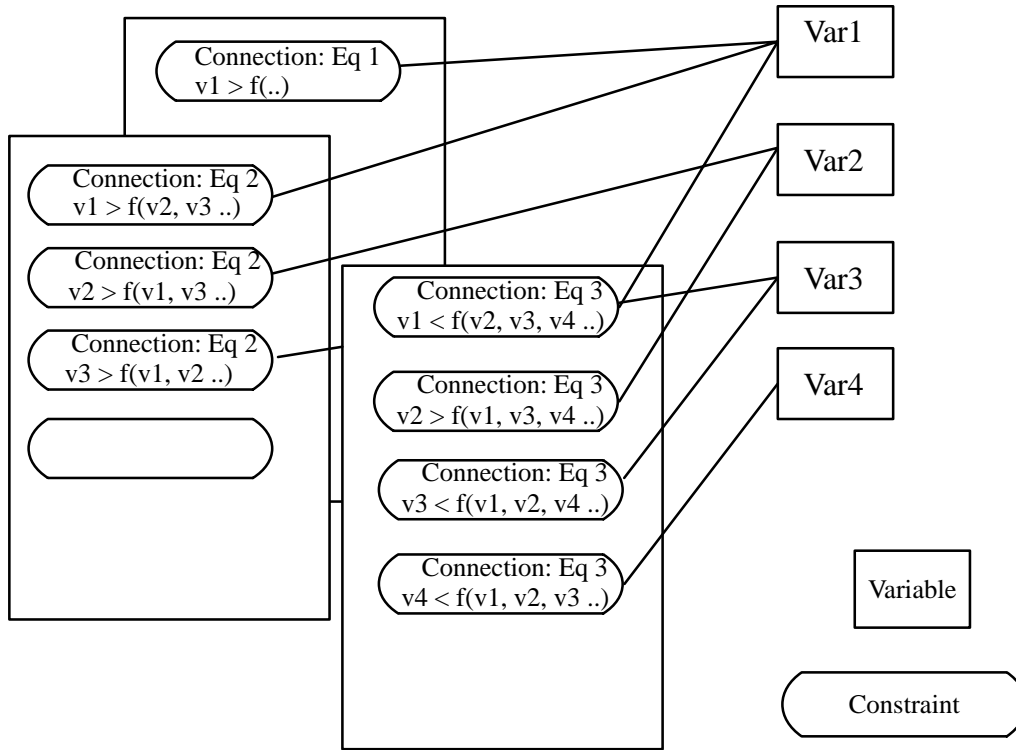 Connection: Eq 1
v1 > f(..)
Connection: Eq 2
v1 > f(v2, v3 ..)
Connection: Eq 2
v2 > f(v1, v3 ..)
Connection: Eq 2
v3 > f(v1, v2 ..)
Connection: Eq 3
v1 < f(v2, v3, v4 ..)
Connection: Eq 3
v2 > f(v1, v3, v4 ..)
Connection: Eq 3
v3 < f(v1, v2, v4 ..)
Connection: Eq 3
v4 < f(v1, v2, v3 ..)
Var1
Var2
Var3
Var4
Variable
Constraint